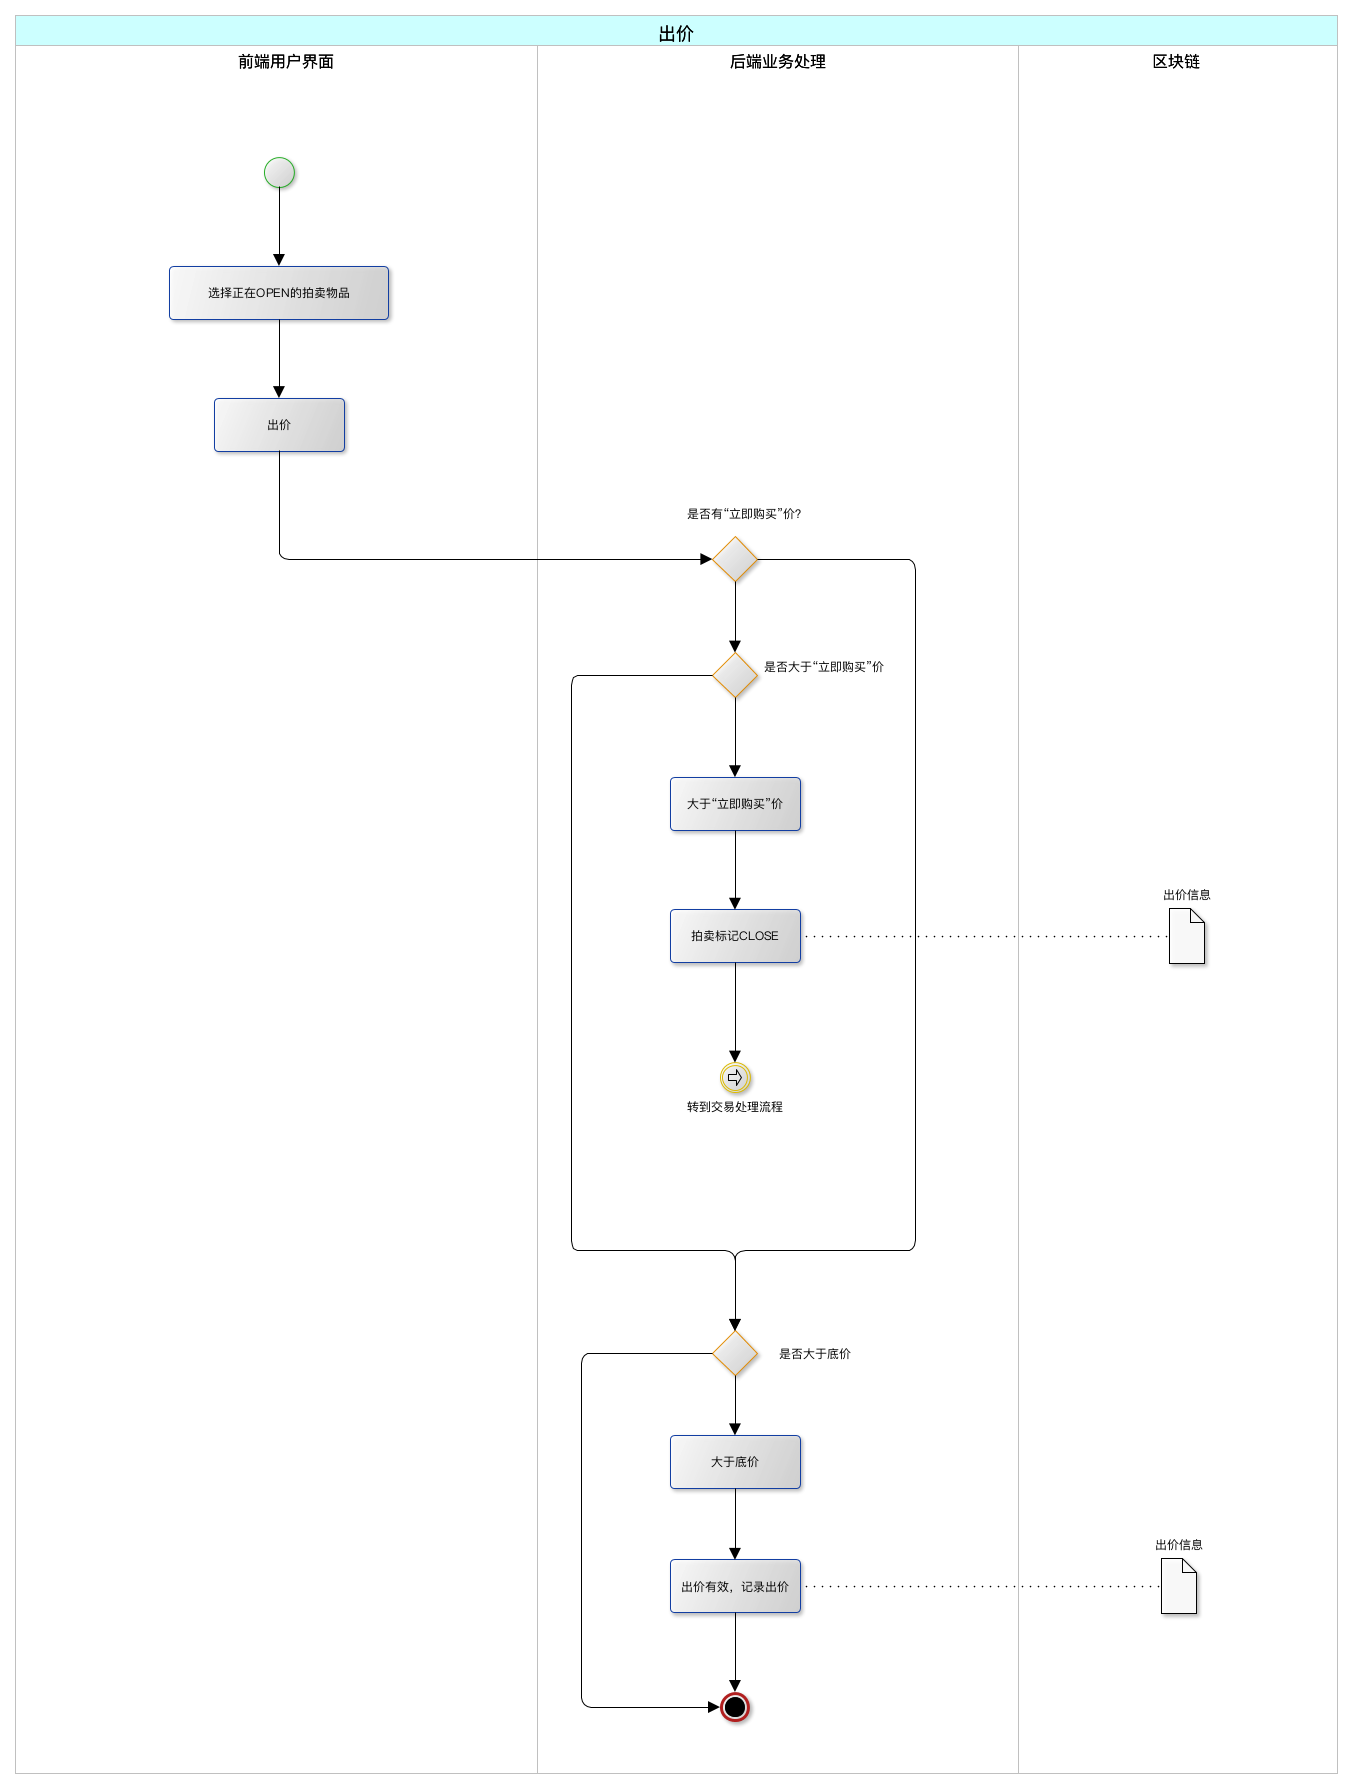 出价
前端用户界面
后端业务处理
区块链
选择正在OPEN的拍卖物品
出价
是否有“立即购买”价?
是否大于“立即购买”价
大于“立即购买”价
出价信息
拍卖标记CLOSE
转到交易处理流程
是否大于底价
大于底价
出价信息
出价有效，记录出价